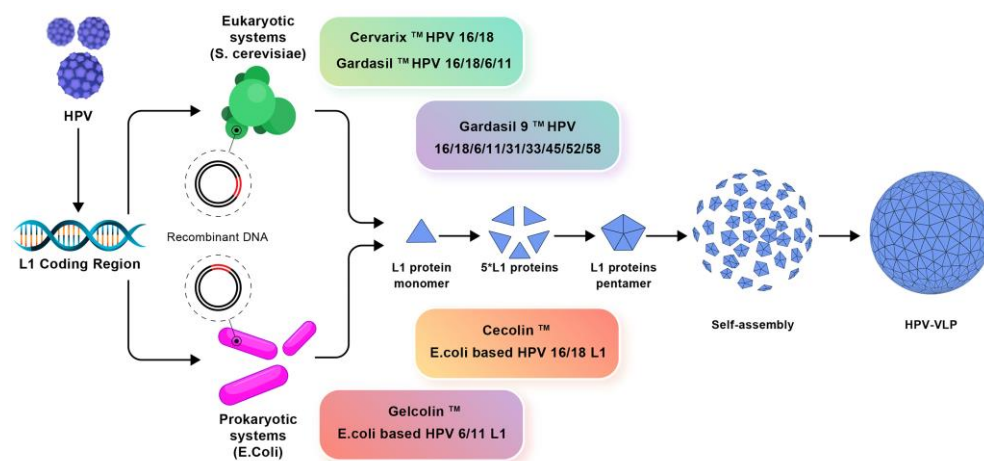 HPV
L1 Coding Region
Eukaryotic
systems
(S. cerevisiae)
Recombinant DNA
Prokaryotic
systems
(E.Coli)
Cervarix ™ HPV 16/18
Gardasil ™ HPV 16/18/6/11
Gardasil 9 ™ HPV
16/18/6/11/31/33/45/52/58
L1 protein
monomer
5*L1 proteins
L1 proteins
pentamer
Self-assembly
HPV-VLP
Cecolin ™
E.coli based HPV 16/18 L1
Gelcolin ™
E.coli based HPV 6/11 L1